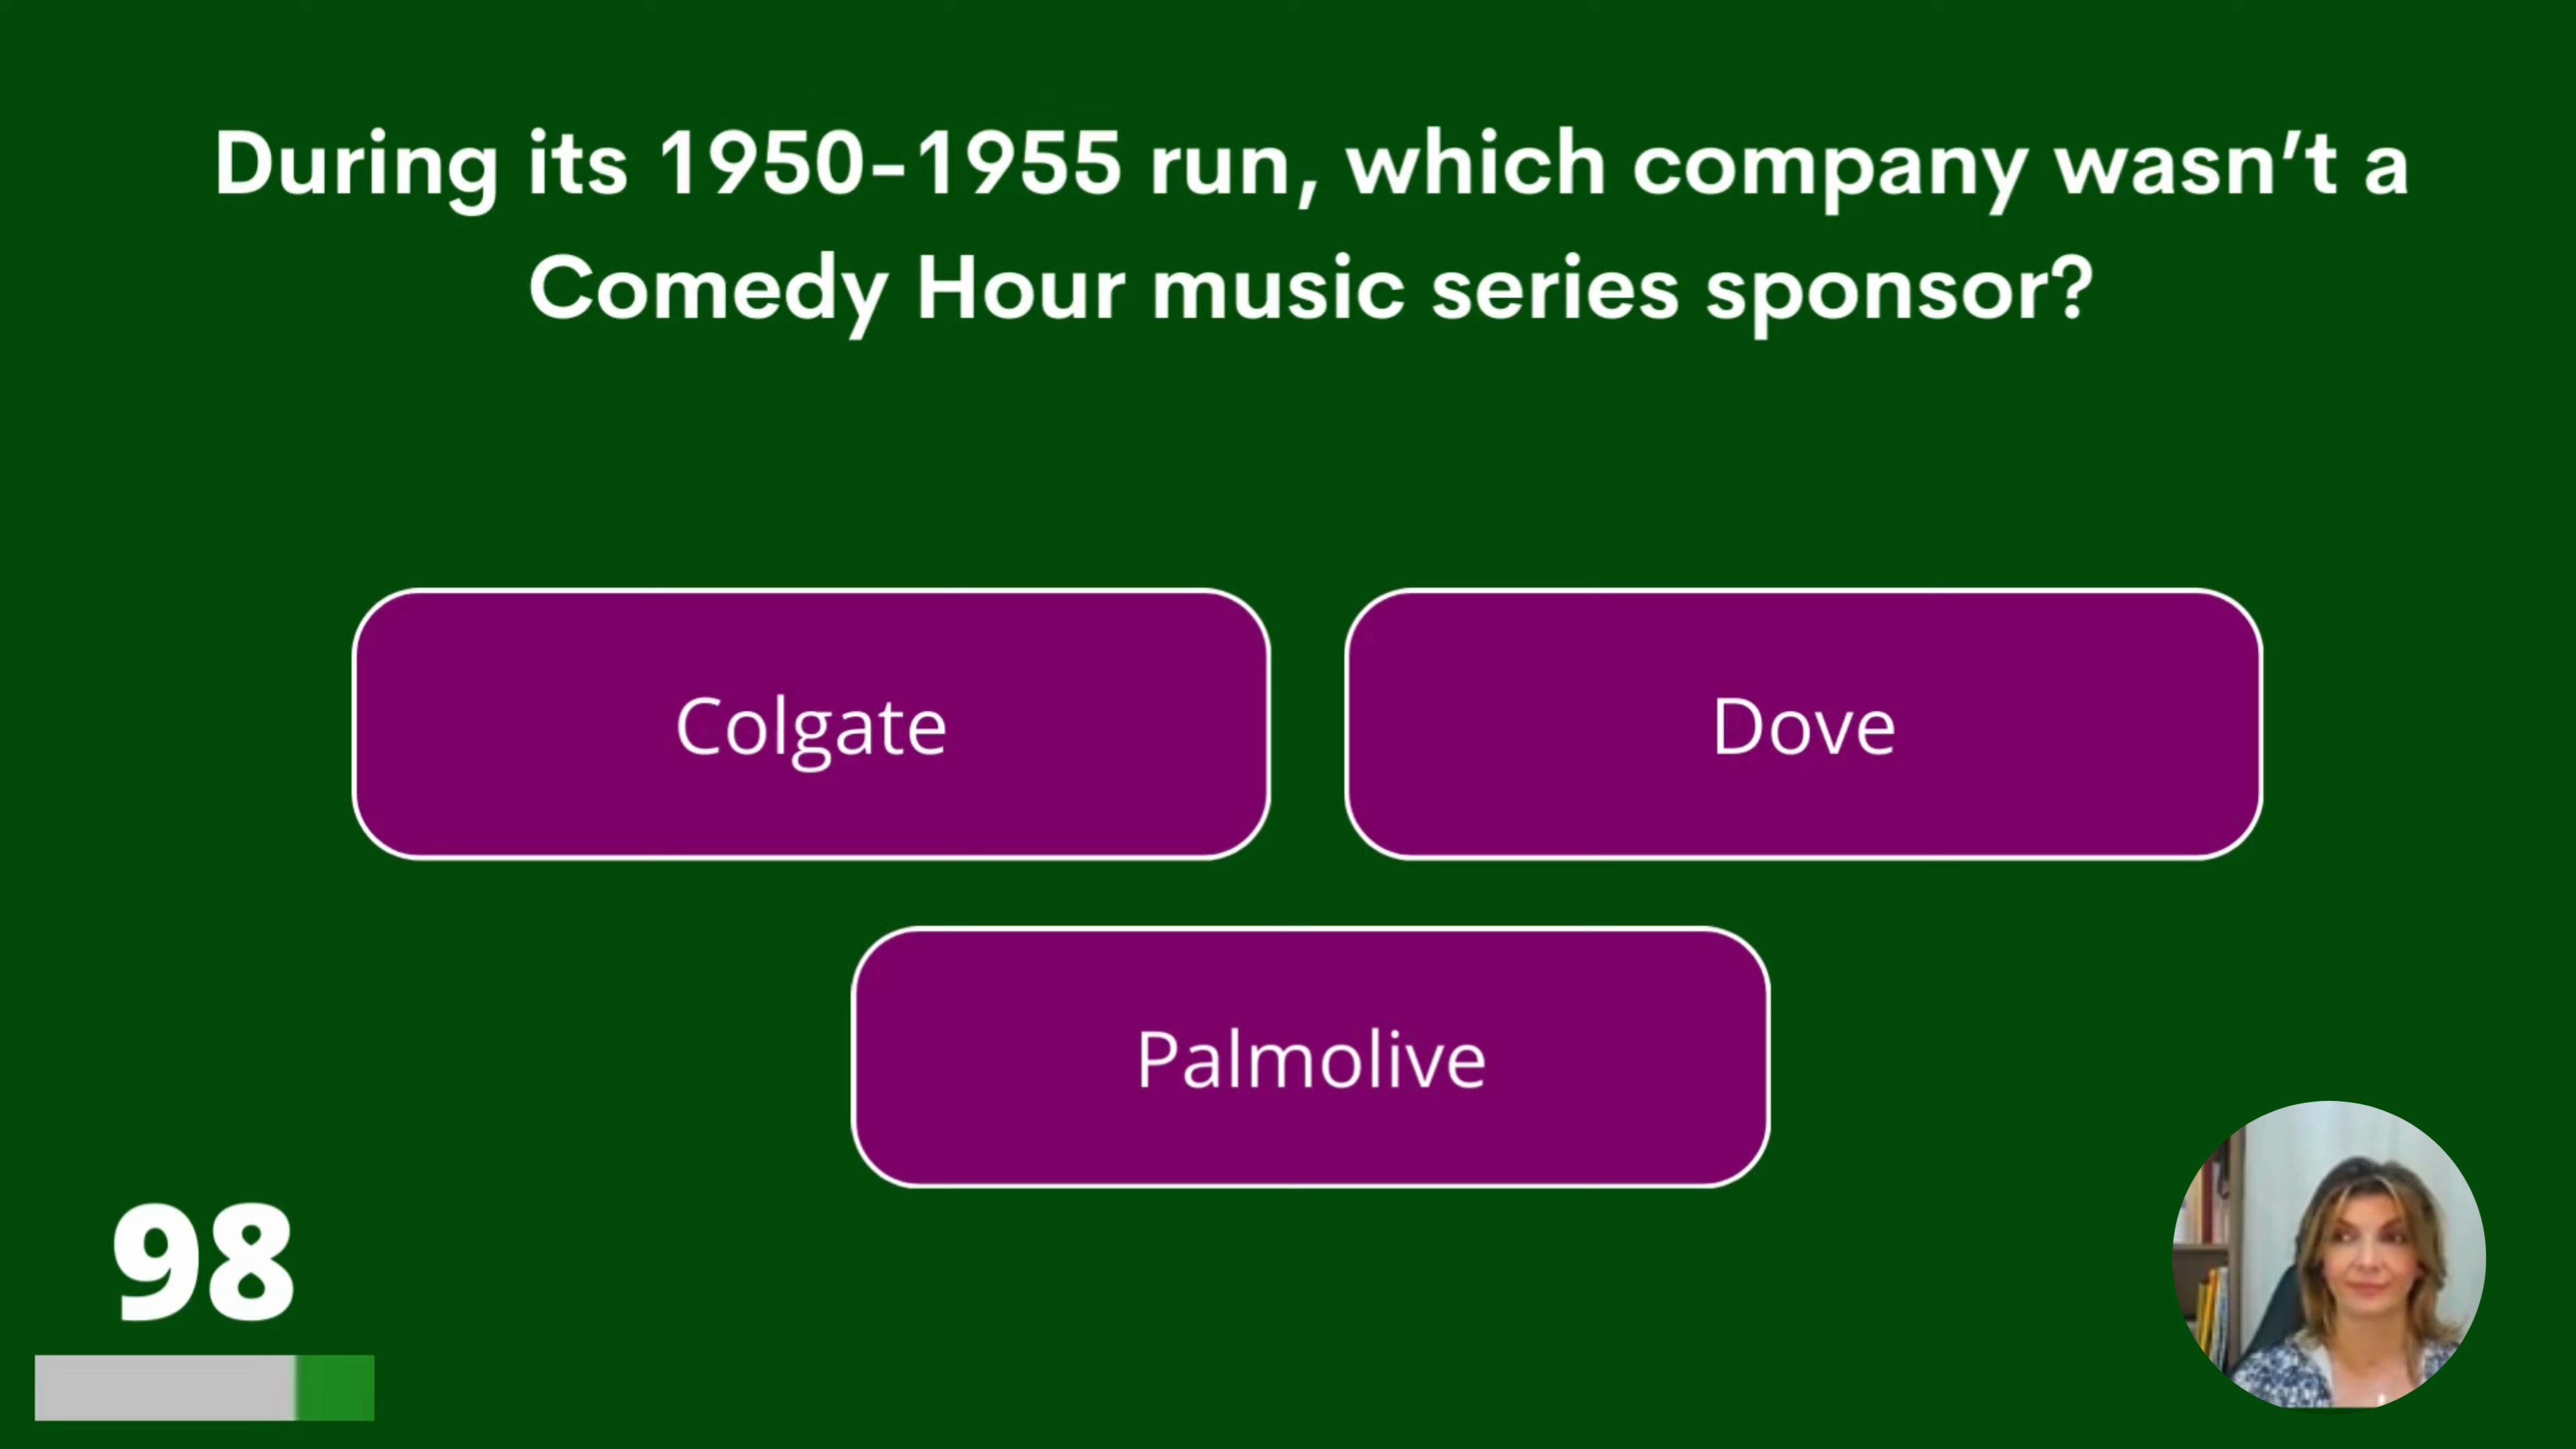 During its 1950-1955 run, which company wasn’t a
Comedy Hour music series sponsor?
Colgate
Dove
Palmolive
98